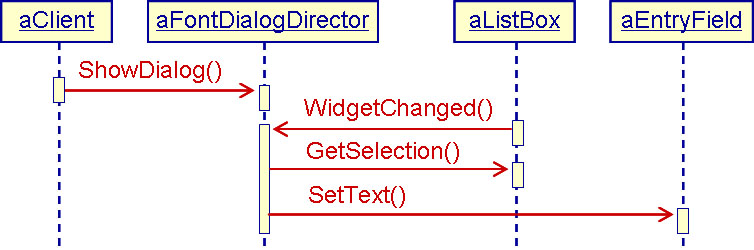 aClient
aFontDialogDirector
aListBox
aEntryField
ShowDialog()
WidgetChanged()
GetSelection()
SetText()